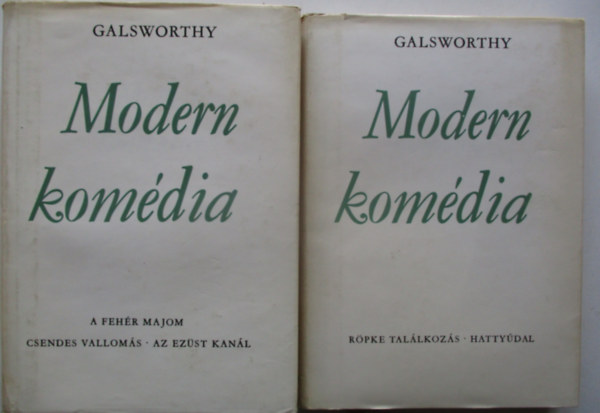 GALSWORTHY
Modern
komédia
A FEHÉR MAJOM
CSENDES VALLOMÁS · AZ EZÜST KANÁL
GALSWORTHY
Modern
komédia
RÖPKE TALÁLKOZÁS · HATTYÚDAL